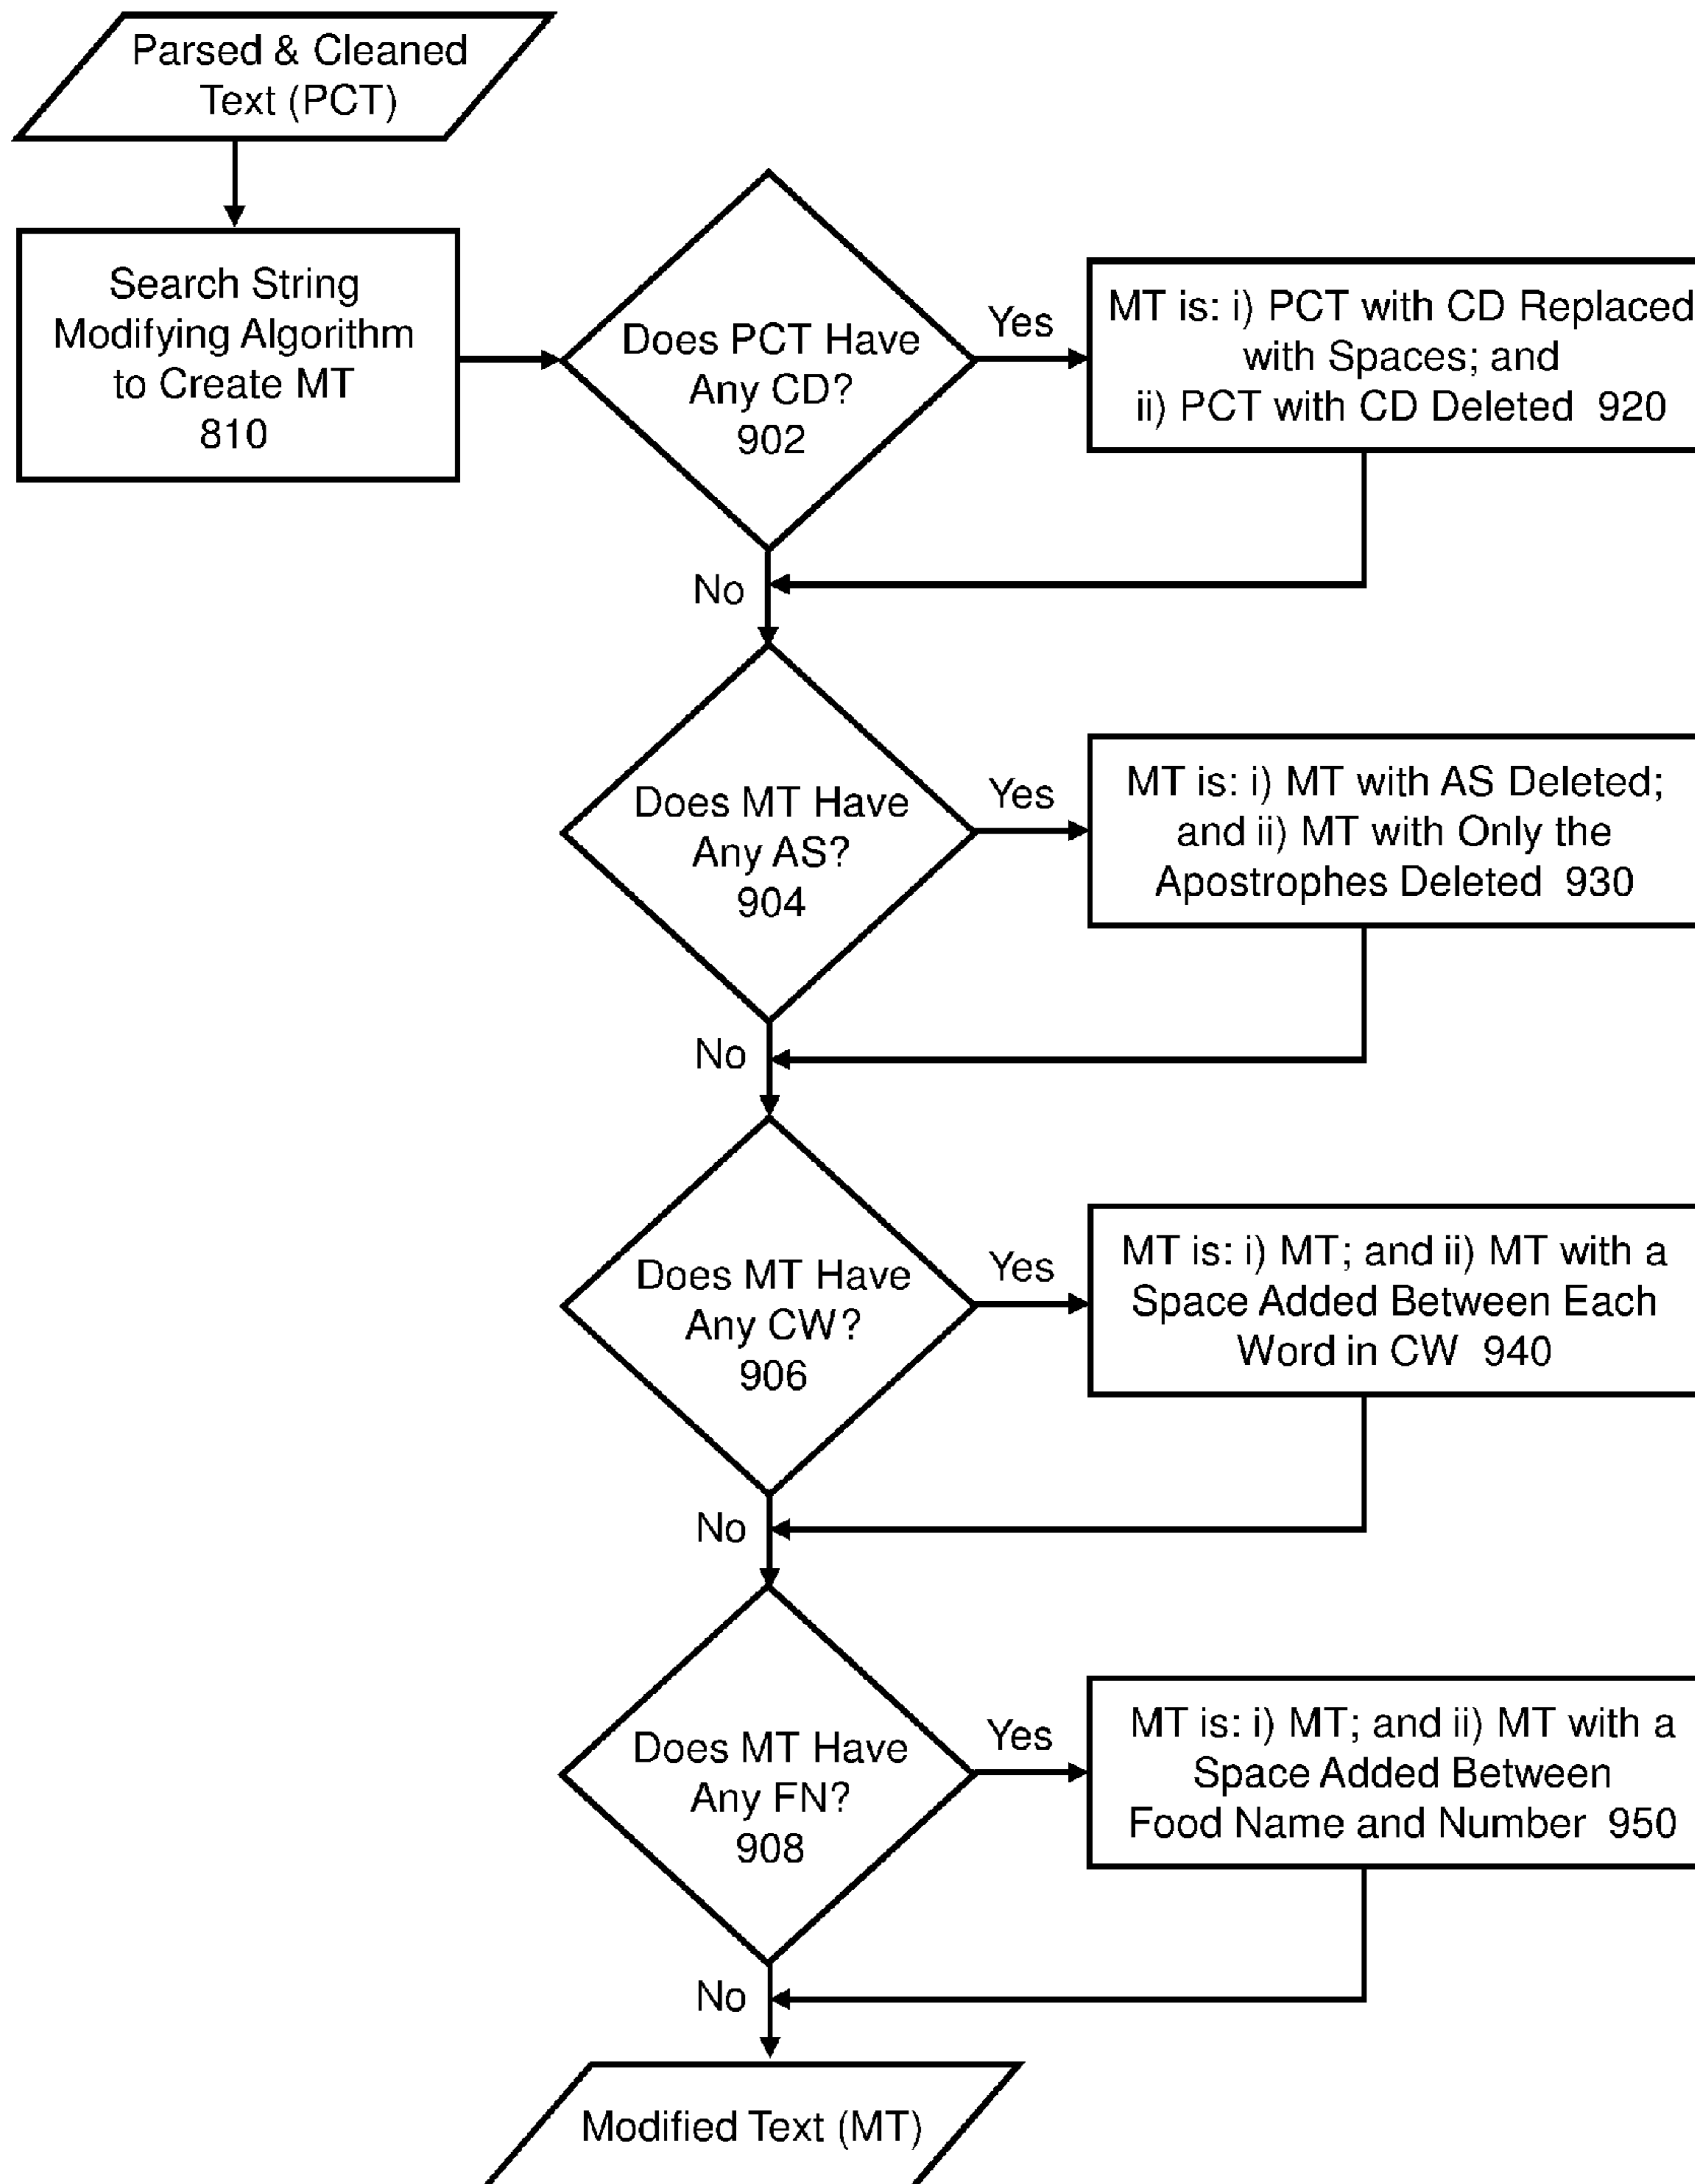 Parsed & Cleaned
Text (PCT)
Search String
Modifying Algorithm
to Create MT
810
Does PCT Have
Any CD?
902
Yes
MT is: i) PCT with CD Replaced
with Spaces; and
ii) PCT with CD Deleted 920
No
Does MT Have
Any AS?
904
Yes
MT is: i) MT with AS Deleted;
and ii) MT with Only the
Apostrophes Deleted 930
No
Does MT Have
Any CW?
906
Yes
MT is: i) MT; and ii) MT with a
Space Added Between Each
Word in CW 940
No
Does MT Have
Any FN?
908
Yes
MT is: i) MT; and ii) MT with a
Space Added Between
Food Name and Number 950
No
Modified Text (MT)